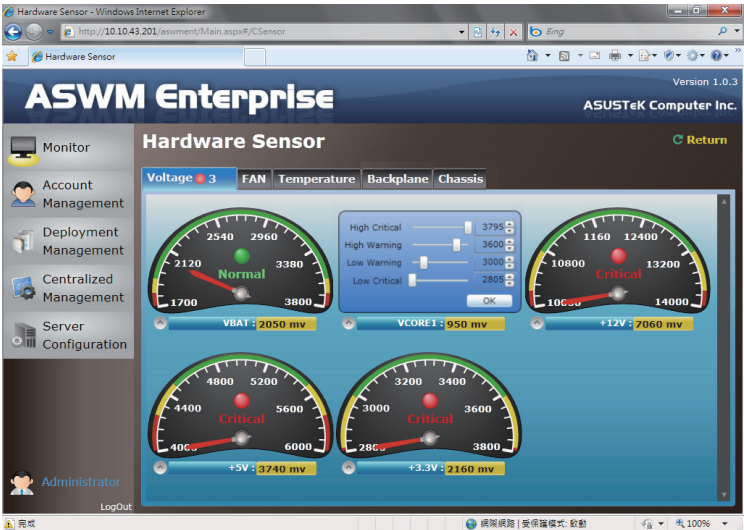 Hardware Sensor - Windows Internet Explorer
http://10.10.43.201/aswment/Main.aspx#/CSensor
Bing
Hardware Sensor
ASWM Enterprise
Version 1.0.3
ASUSTeK Computer Inc.
Monitor
Account
Management
Deployment
Management
Centralized
Management
Server
Configuration
Administrator
LogOut
Hardware Sensor
Return
Voltage 3 FAN Temperature Backplane Chassis
2540 2960
2120 3380
Normal
1700 3800
VBAT : 2050 mv
High Critical 3795
High Warning 3600
Low Warning 3000
Low Critical 2805
OK
VCORE1 : 950 mv
1160 12400
10800 13200
Critical
14000
+12V : 7060 mv
4800 5200
4400 5600
Critical
6000
+5V : 3740 mv
3200 3400
3000 3600
Critical
3800
+3.3V : 2160 mv
完成
網際網路 | 受保護模式: 啟動
100%